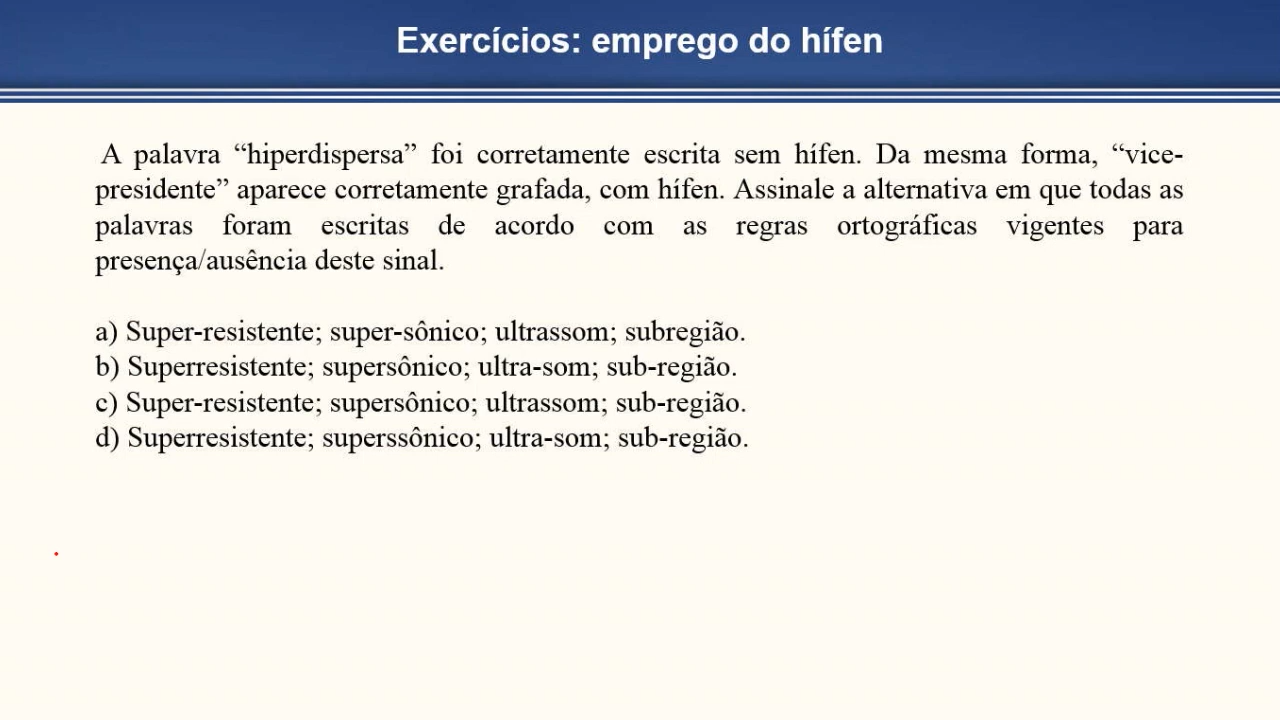 Exercícios: emprego do hífen
A palavra “hiperdispersa” foi corretamente escrita sem hífen. Da mesma forma, “vice-
presidente” aparece corretamente grafada, com hífen. Assinale a alternativa em que todas as
palavras foram escritas de acordo com as regras ortográficas vigentes para
presença/ausência deste sinal.
a) Super-resistente; super-sônico; ultrassom; subregião.
b) Superresistente; supersônico; ultra-som; sub-região.
c) Super-resistente; supersônico; ultrassom; sub-região.
d) Superresistente; superssônico; ultra-som; sub-região.